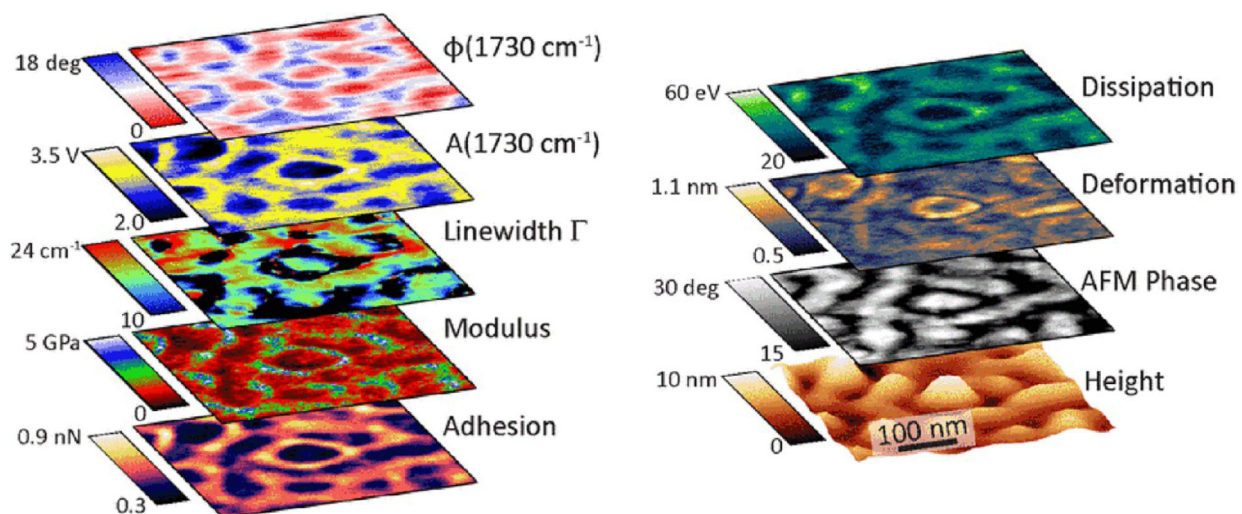 18 deg
0
ϕ(1730 cm⁻¹)
3.5 V
2.0
A(1730 cm⁻¹)
24 cm⁻¹
10
Linewidth Γ
5 GPa
0
Modulus
0.9 nN
0.3
Adhesion
60 eV
20
Dissipation
1.1 nm
0.5
Deformation
30 deg
15
AFM Phase
10 nm
0
Height
100 nm